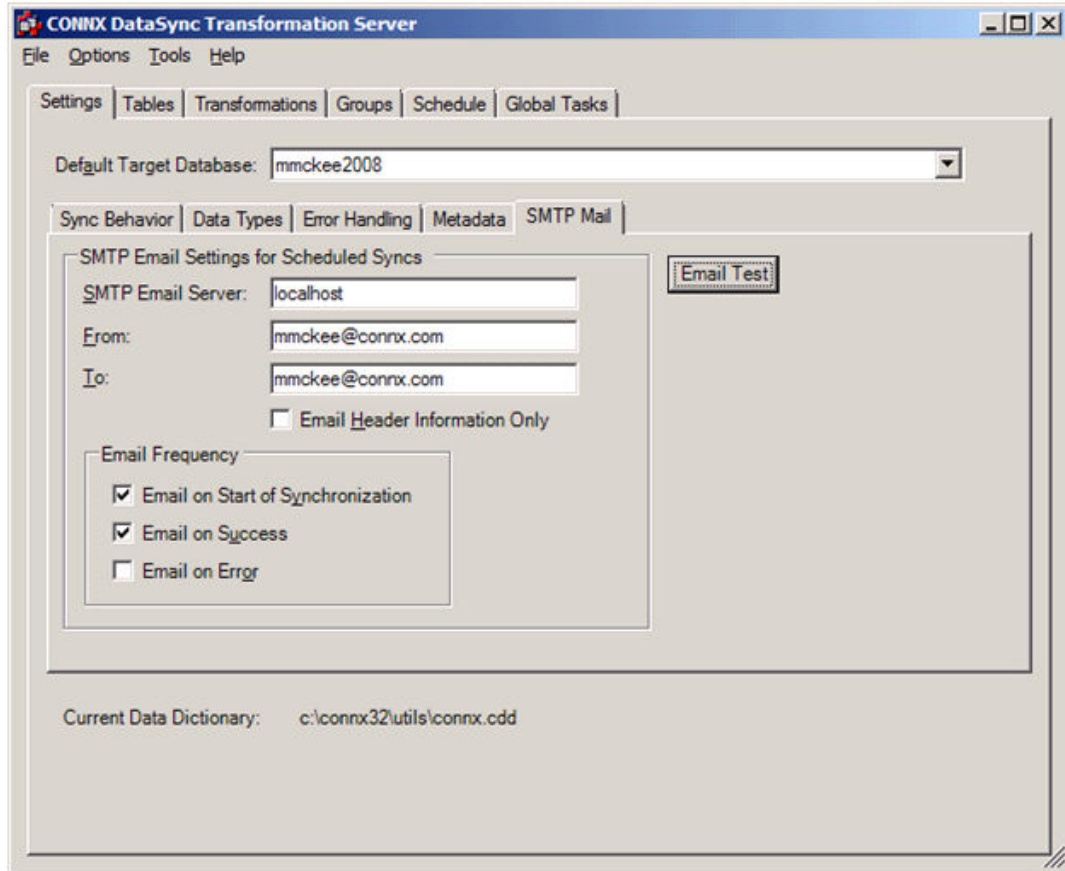 CONNX DataSync Transformation Server
File Options Tools Help
Settings Tables Transformations Groups Schedule Global Tasks
Default Target Database: mmckee2008
Sync Behavior Data Types Error Handling Metadata SMTP Mail
SMTP Email Settings for Scheduled Syncs
Email Test
SMTP Email Server: localhost
From: mmckee@connx.com
To: mmckee@connx.com
Email Header Information Only
Email Frequency
Email on Start of Synchronization
Email on Success
Email on Error
Current Data Dictionary: c:\connx32\utils\connx.cdd